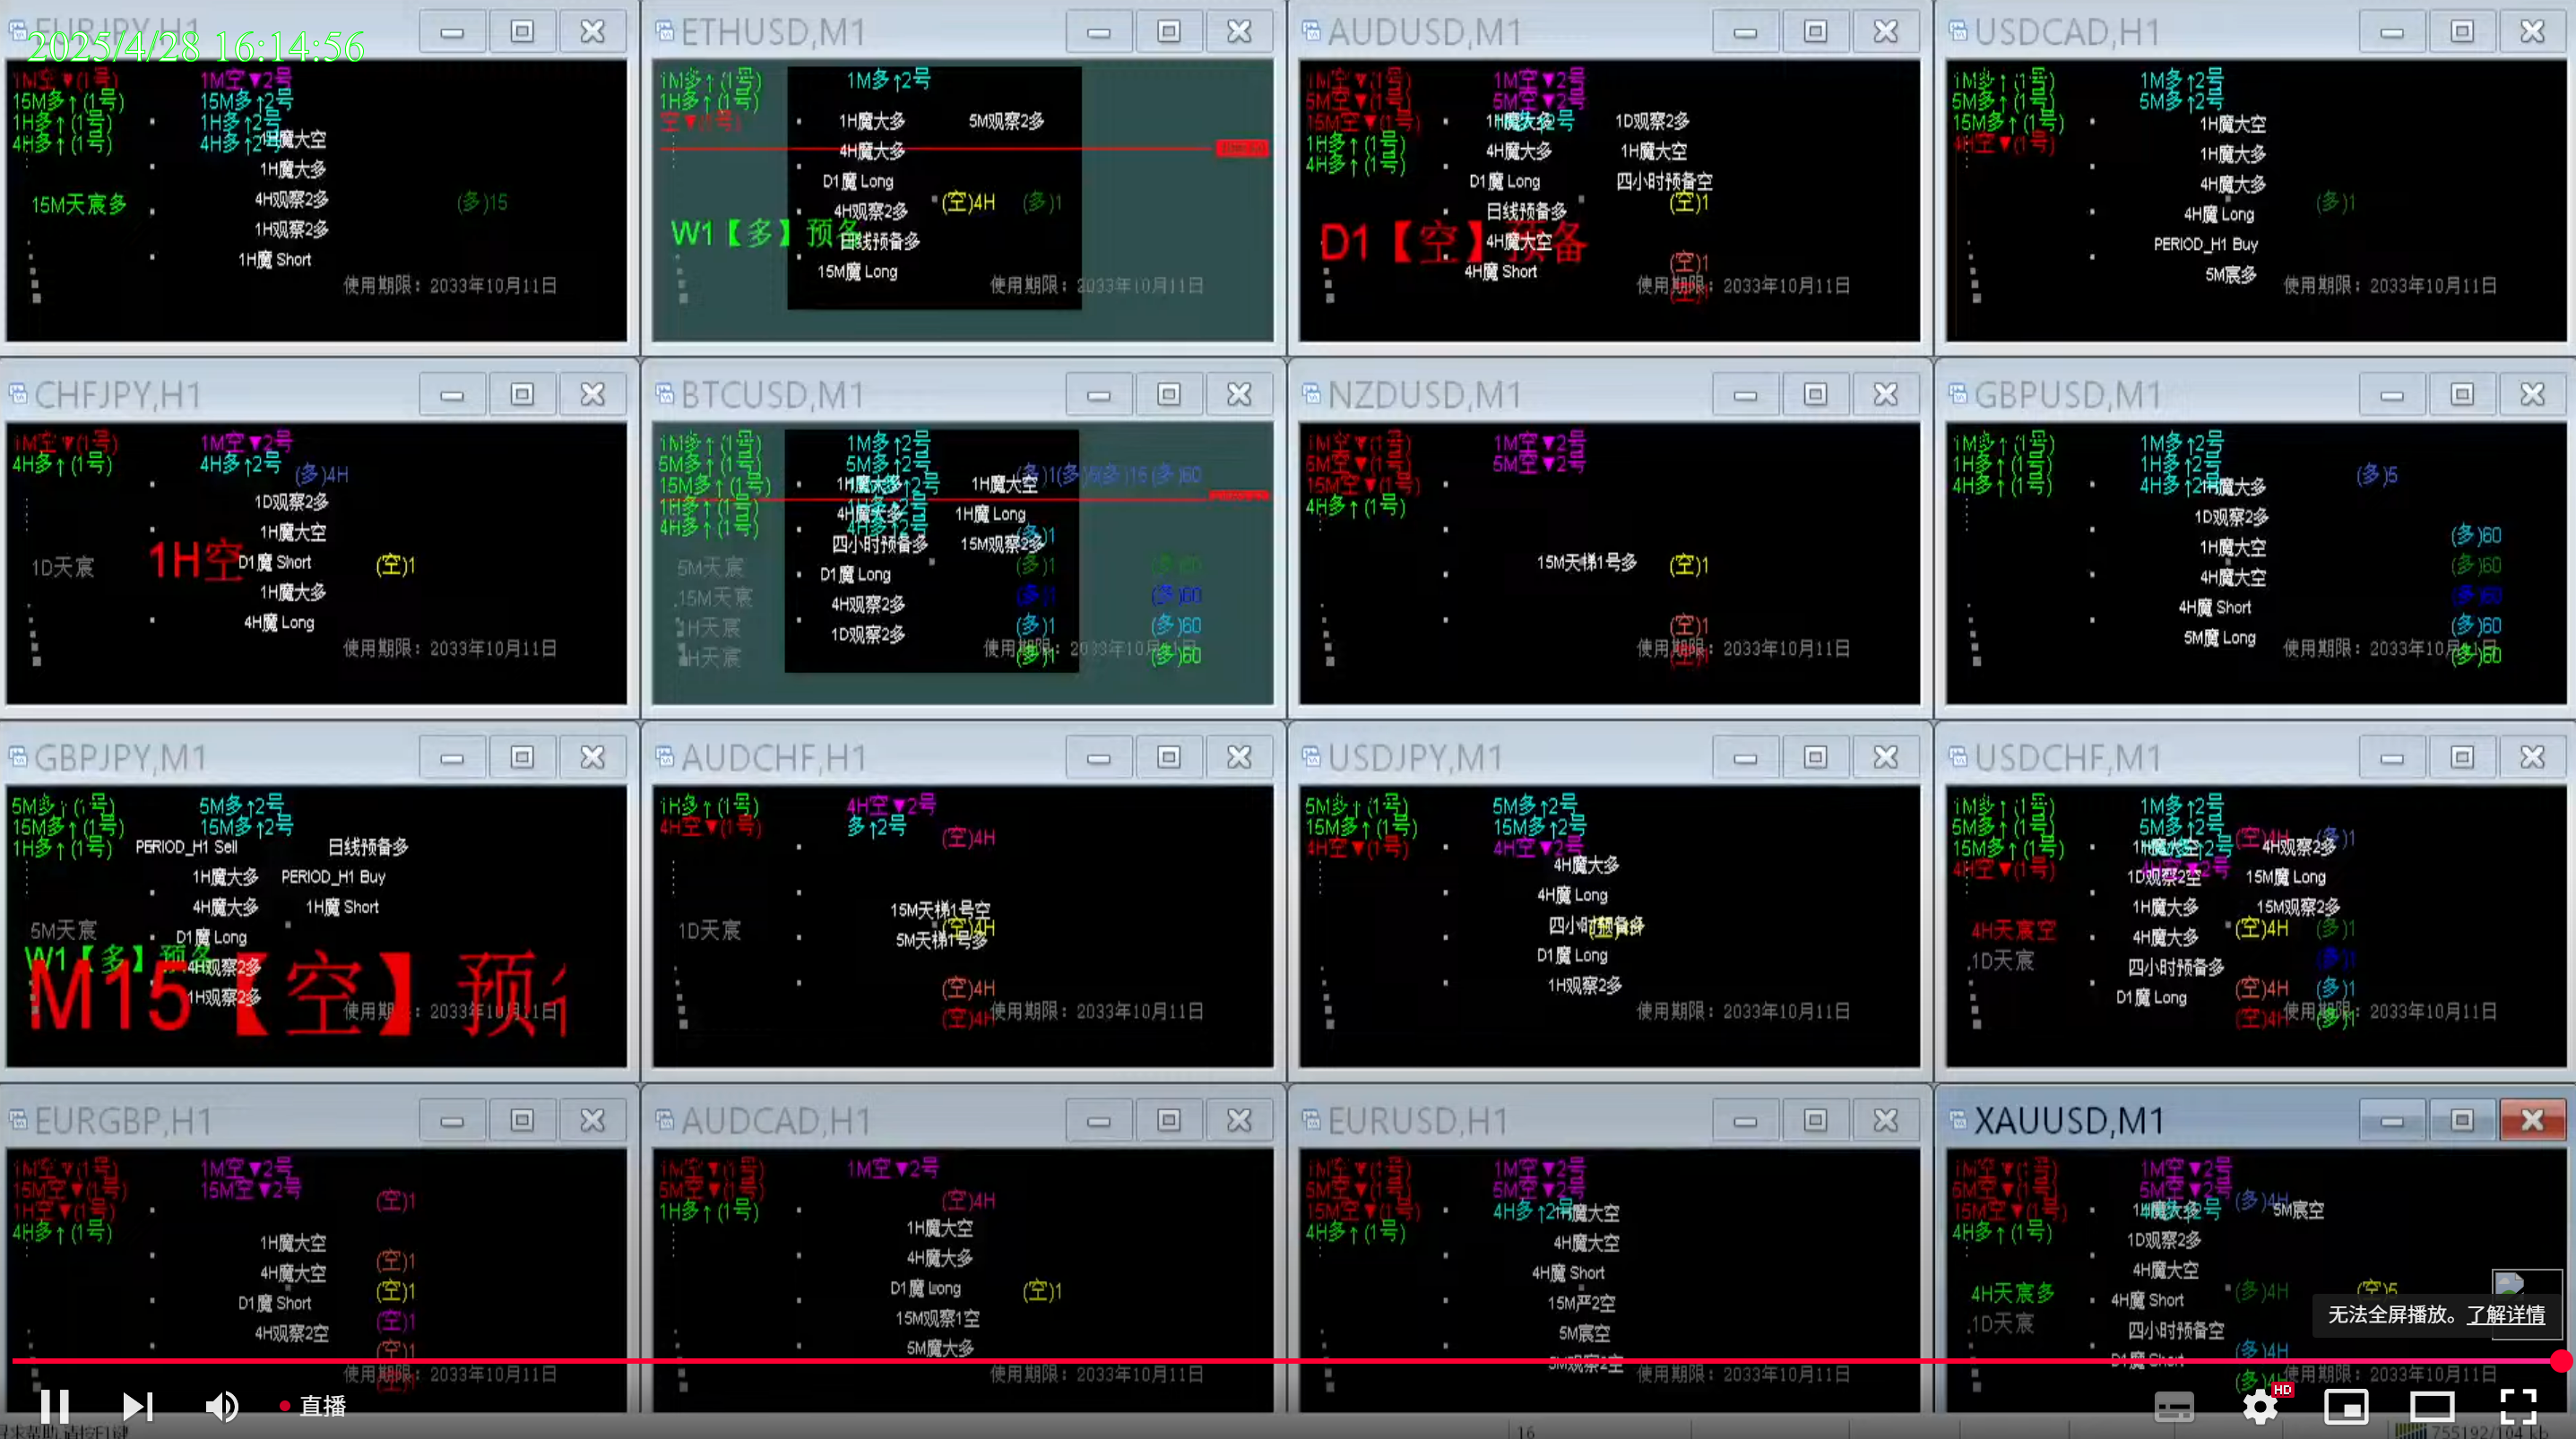 EURJPY,H1
2025/4/28 16:14:56
1M空▼(1号)
1M空▼2号
15M多↑(1号)
15M多↑2号
1H多↑(1号)
1H多↑2号
4H多↑(1号)
4H多↑2号
1H魔大空
1H魔大多
15M天宸多
4H观察2多
(多)15
1H观察2多
1H魔 Short
使用期限：2033年10月11日
ETHUSD,M1
1M多↑(1号)
1M多↑2号
1H多↑(1号)
空▼(1号)
1H魔大多
5M观察2多
4H魔大多
D1魔 Long
4H观察2多
(空)4H
(多)1
W1【多】预备
日线预备多
15M魔 Long
使用期限：2033年10月11日
AUDUSD,M1
1M空▼(1号)
1M空▼2号
5M空▼(1号)
5M空▼2号
15M空▼(1号)
1H魔大多
1D观察2多
1H多↑(1号)
4H魔大多
1H魔大空
4H多↑(1号)
D1魔 Long
四小时预备空
日线预备多
(空)1
D1【空】预备
4H魔大空
4H魔 Short
(空)1
(空)1
使用期限：2033年10月11日
USDCAD,H1
1M多↑(1号)
1M多↑2号
5M多↑(1号)
5M多↑2号
15M多↑(1号)
4H空▼(1号)
1H魔大空
1H魔大多
4H魔大多
4H魔 Long
(多)1
PERIOD_H1 Buy
5M宸多
使用期限：2033年10月11日
CHFJPY,H1
1M空▼(1号)
1M空▼2号
4H多↑(1号)
4H多↑2号
(多)4H
1D观察2多
1H魔大空
1D天宸
1H空
D1魔 Short
(空)1
1H魔大多
4H魔 Long
使用期限：2033年10月11日
BTCUSD,M1
1M多↑(1号)
1M多↑2号
5M多↑(1号)
5M多↑2号
15M多↑(1号)
1H魔大多
1H魔大空
(多)60
1H多↑(1号)
4H魔大多
1H魔 Long
4H多↑(1号)
4H多↑2号
四小时预备多
15M观察2多
(多)1
5M天宸
D1魔 Long
(多)1
(多)60
15M天宸
4H观察2多
(多)1
(多)60
1H天宸
1D观察2多
(多)1
(多)60
H天宸
(多)1
(多)60
使用期限：2033年10月11日
NZDUSD,M1
1M空▼(1号)
1M空▼2号
5M空▼(1号)
5M空▼2号
15M空▼(1号)
4H多↑(1号)
15M天梯1号多
(空)1
(空)1
(空)1
使用期限：2033年10月11日
GBPUSD,M1
1M多↑(1号)
1M多↑2号
1H多↑(1号)
1H多↑2号
4H多↑(1号)
4H多↑2号
(多)5
1H魔大多
1D观察2多
1H魔大空
(多)60
4H魔大空
(多)60
4H魔 Short
(多)60
5M魔 Long
(多)60
(多)60
使用期限：2033年10月11日
GBPJPY,M1
5M多↑(1号)
5M多↑2号
15M多↑(1号)
15M多↑2号
1H多↑(1号)
PERIOD_H1 Sell
日线预备多
1H魔大多
PERIOD_H1 Buy
4H魔大多
1H魔 Short
5M天宸
D1魔 Long
W1【多】预备
4H观察2多
1H观察2多
M15【空】预
使用期限：2033年10月11日
AUDCHF,H1
1H多↑(1号)
4H空▼2号
4H空▼(1号)
多↑2号
(空)4H
15M天梯1号空
1D天宸
(空)4H
5M天梯1号多
(空)4H
(空)4H
使用期限：2033年10月11日
USDJPY,M1
5M多↑(1号)
5M多↑2号
15M多↑(1号)
15M多↑2号
4H空▼(1号)
4H空▼2号
4H魔大多
4H魔 Long
四小时预备多
D1魔 Long
1H观察2多
使用期限：2033年10月11日
USDCHF,M1
1M多↑(1号)
1M多↑2号
5M多↑(1号)
5M多↑2号
(空)4H
(多)1
15M多↑(1号)
1H魔大空
4H观察2多
4H空▼(1号)
4H空▼2号
1D观察2空
15M魔 Long
1H魔大多
15M观察2多
4H天宸空
4H魔大多
(空)4H
(多)1
1D天宸
四小时预备多
(多)1
D1魔 Long
(空)4H
(多)1
(空)4H
(多)1
使用期限：2033年10月11日
EURGBP,H1
1M空▼(1号)
1M空▼2号
15M空▼(1号)
15M空▼2号
1H空▼(1号)
(空)1
4H多↑(1号)
1H魔大空
(空)1
4H魔大空
(空)1
D1魔 Short
(空)1
4H观察2空
(空)1
使用期限：2033年10月11日
AUDCAD,H1
1M空▼(1号)
1M空▼2号
5M空▼(1号)
1H多↑(1号)
(空)4H
1H魔大空
4H魔大多
D1魔 Long
(空)1
15M观察1空
5M魔大多
使用期限：2033年10月11日
EURUSD,H1
1M空▼(1号)
1M空▼2号
5M空▼(1号)
5M空▼2号
15M空▼(1号)
4H多↑2号
4H多↑(1号)
1H魔大空
4H魔大空
4H魔 Short
15M严2空
5M宸空
5M观察2空
使用期限：2033年10月11日
XAUUSD,M1
1M空▼(1号)
1M空▼2号
5M空▼(1号)
5M空▼2号
15M空▼(1号)
1H魔大多
(多)4H
5M宸空
4H多↑(1号)
1D观察2多
4H魔大空
4H天宸多
4H魔 Short
(多)4H
(空)5
1D天宸
四小时预备空
(多)4H
D1魔 Short
使用期限：2033年10月11日
无法全屏播放。了解详情
直播
HD
16
755192/104 kb